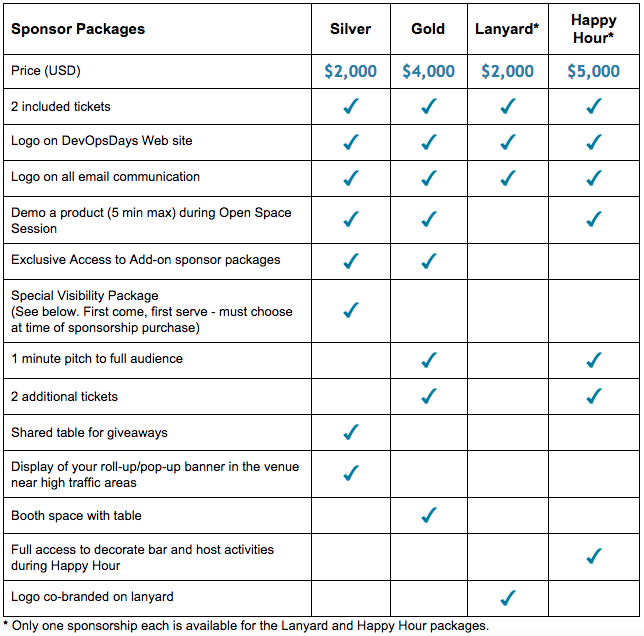 Sponsor Packages Silver Gold Lanyard* Happy Hour*
Price (USD) $2,000 $4,000 $2,000 $5,000
2 included tickets ✓ ✓ ✓ ✓
Logo on DevOpsDays Web site ✓ ✓ ✓ ✓
Logo on all email communication ✓ ✓ ✓ ✓
Demo a product (5 min max) during Open Space
Session ✓ ✓ ✓
Exclusive Access to Add-on sponsor packages ✓ ✓
Special Visibility Package
(See below. First come, first serve - must choose
at time of sponsorship purchase) ✓
1 minute pitch to full audience ✓ ✓
2 additional tickets ✓ ✓
Shared table for giveaways ✓
Display of your roll-up/pop-up banner in the venue
near high traffic areas ✓
Booth space with table ✓
Full access to decorate bar and host activities
during Happy Hour ✓
Logo co-branded on lanyard ✓
* Only one sponsorship each is available for the Lanyard and Happy Hour packages.